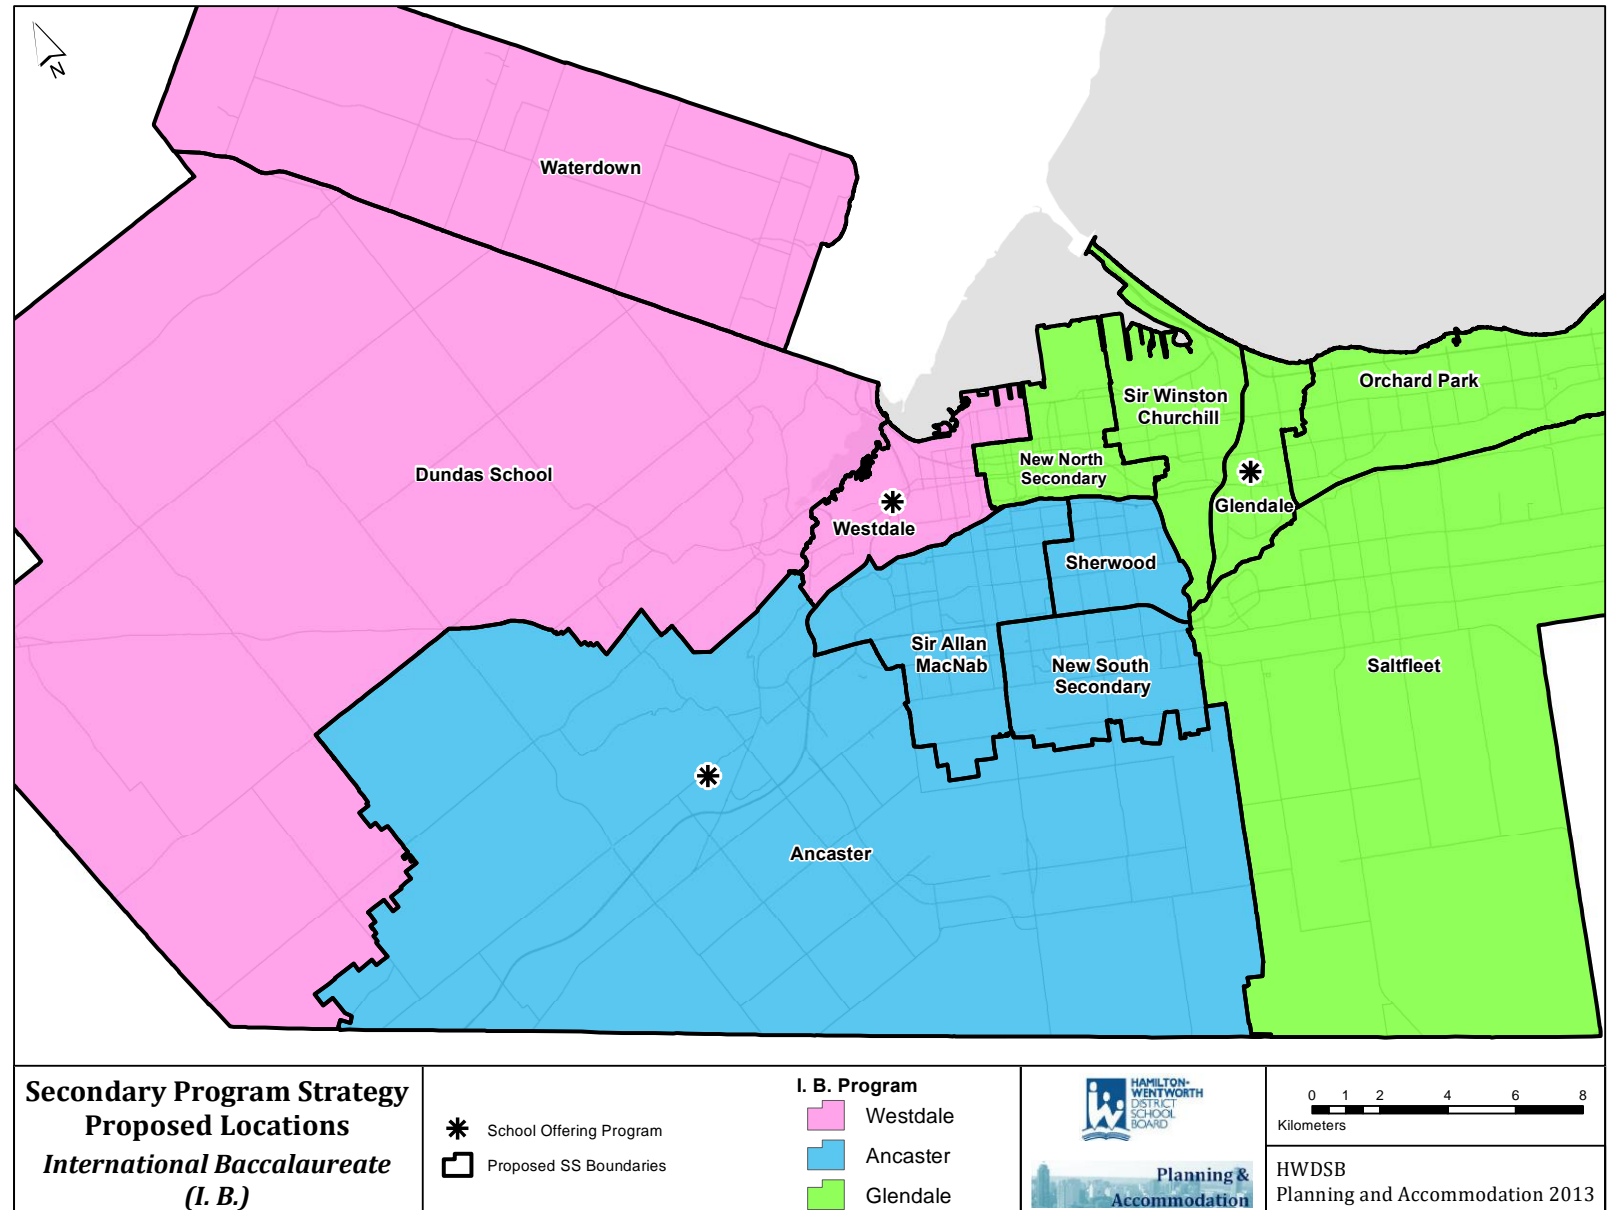 N
Waterdown
Dundas School
Westdale
New North
Secondary
Sir Winston
Churchill
Glendale
Orchard Park
Sherwood
Sir Allan
MacNab
New South
Secondary
Saltfleet
Ancaster
Secondary Program Strategy
Proposed Locations
International Baccalaureate
(I. B.)
School Offering Program
Proposed SS Boundaries
I. B. Program
Westdale
Ancaster
Glendale
HAMILTON-
WENTWORTH
DISTRICT
SCHOOL
BOARD
Planning &
Accommodation
0 1 2 4 6 8
Kilometers
HWDSB
Planning and Accommodation 2013